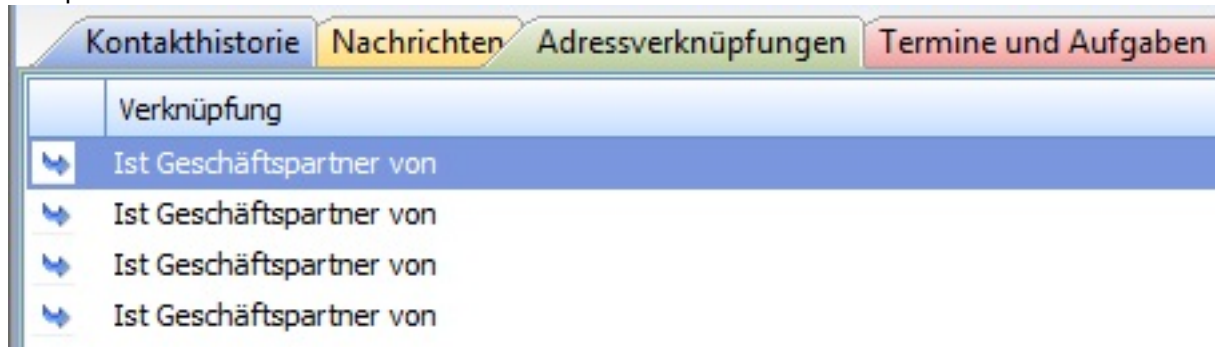 Kontakthistorie Nachrichten Adressverknüpfungen Termine und Aufgaben
Verknüpfung
Ist Geschäftspartner von
Ist Geschäftspartner von
Ist Geschäftspartner von
Ist Geschäftspartner von